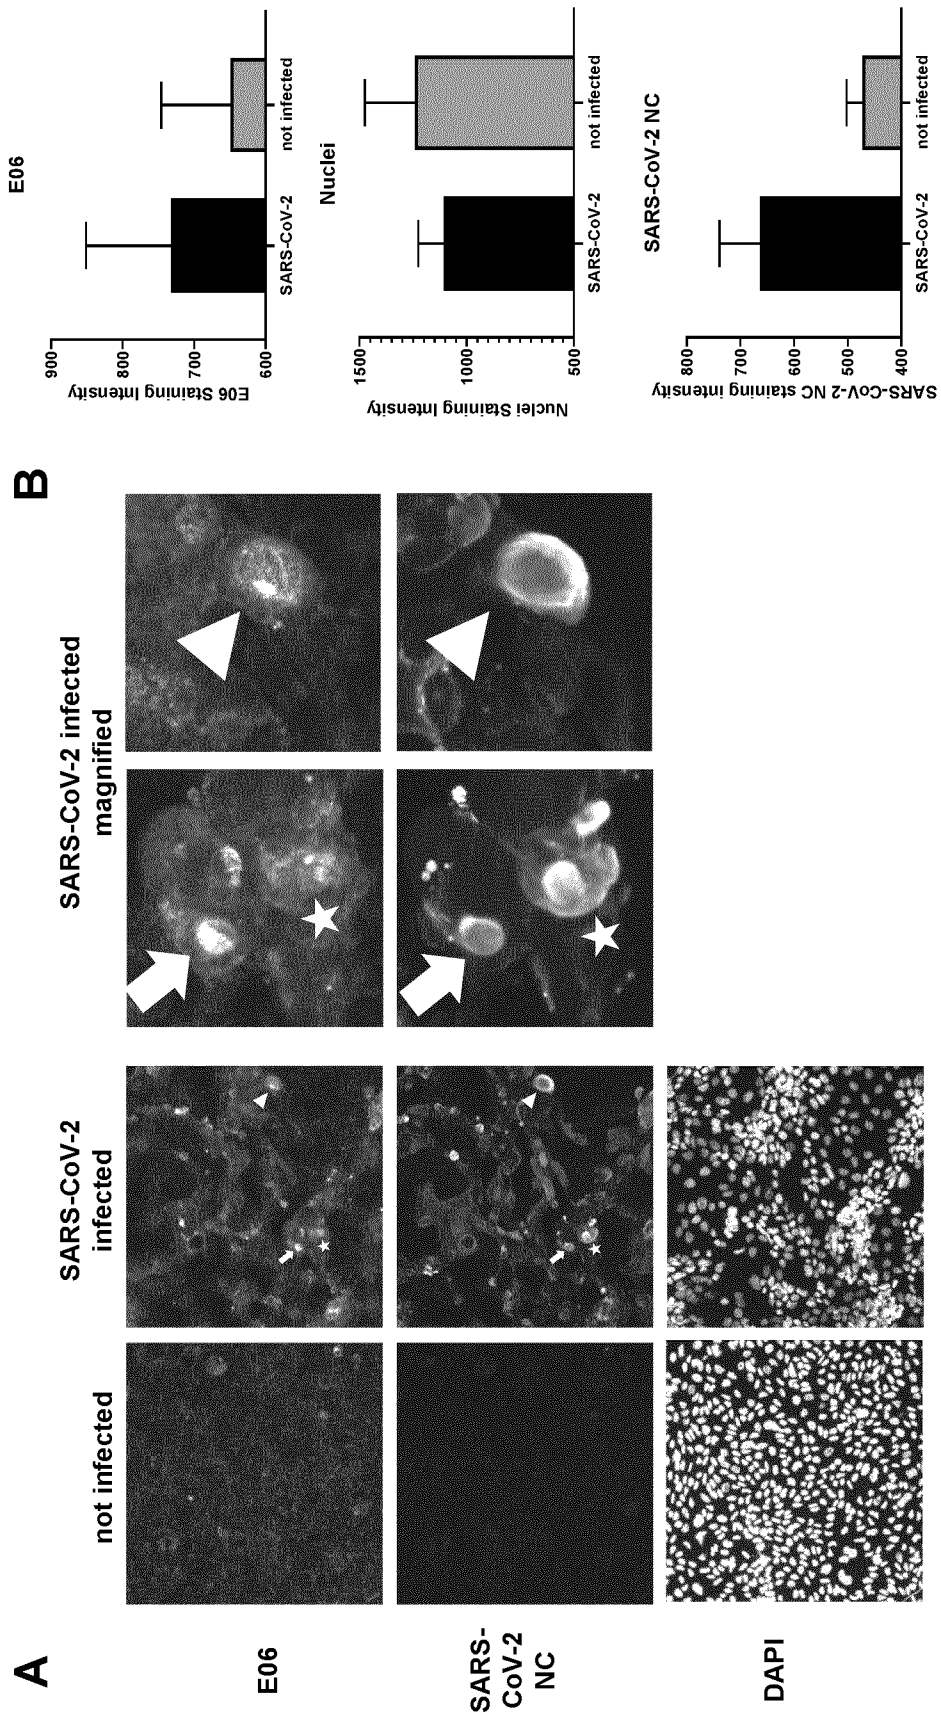 A
not infected
SARS-CoV-2
infected
SARS-CoV-2 infected
magnified
E06
SARS-
CoV-2
NC
DAPI
B
E06
E06 Staining Intensity
900
800
700
600
SARS-CoV-2
not infected
Nuclei
Nuclei Staining Intensity
1500
1000
500
SARS-CoV-2
not infected
SARS-CoV-2 NC
SARS-CoV-2 NC staining intensity
800
700
600
500
400
SARS-CoV-2
not infected